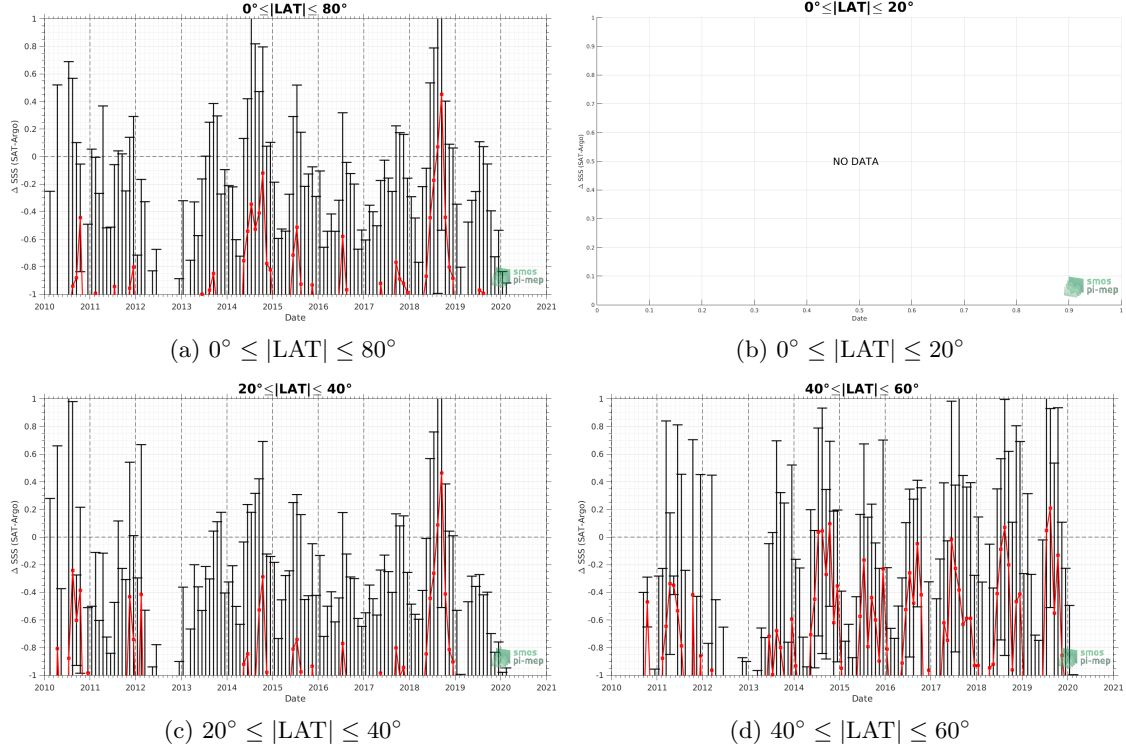 0°≤|LAT|≤ 80°
Δ SSS (SAT-Argo)
1
0.8
0.6
0.4
0.2
0
-0.2
-0.4
-0.6
-0.8
-1
2010 2011 2012 2013 2014 2015 2016 2017 2018 2019 2020 2021
Date
smos
pi-mep
(a) 0° ≤ |LAT| ≤ 80°
0°≤|LAT|≤ 20°
Δ SSS (SAT-Argo)
1
0.9
0.8
0.7
0.6
0.5
0.4
0.3
0.2
0.1
0
NO DATA
0 0.1 0.2 0.3 0.4 0.5 0.6 0.7 0.8 0.9 1
Date
smos
pi-mep
(b) 0° ≤ |LAT| ≤ 20°
20°≤|LAT|≤ 40°
Δ SSS (SAT-Argo)
1
0.8
0.6
0.4
0.2
0
-0.2
-0.4
-0.6
-0.8
-1
2010 2011 2012 2013 2014 2015 2016 2017 2018 2019 2020 2021
Date
smos
pi-mep
(c) 20° ≤ |LAT| ≤ 40°
40°≤|LAT|≤ 60°
Δ SSS (SAT-Argo)
1
0.8
0.6
0.4
0.2
0
-0.2
-0.4
-0.6
-0.8
-1
2010 2011 2012 2013 2014 2015 2016 2017 2018 2019 2020 2021
Date
smos
pi-mep
(d) 40° ≤ |LAT| ≤ 60°